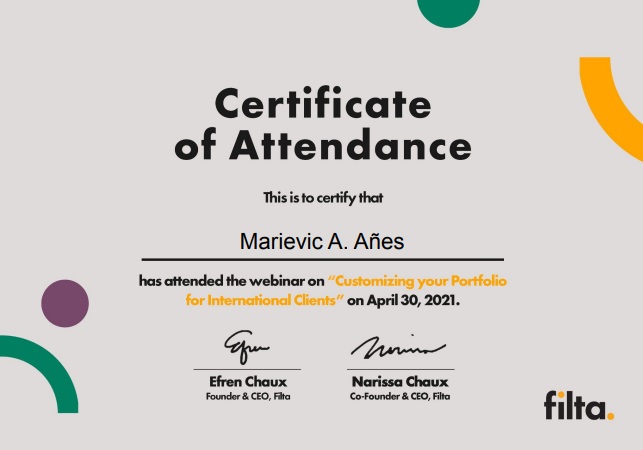 Certificate
of Attendance
This is to certify that
Marievic A. Añes
has attended the webinar on “Customizing your Portfolio
for International Clients” on April 30, 2021.
Efren Chaux
Founder & CEO, Filta
Narissa Chaux
Co-Founder & CEO, Filta
filta.